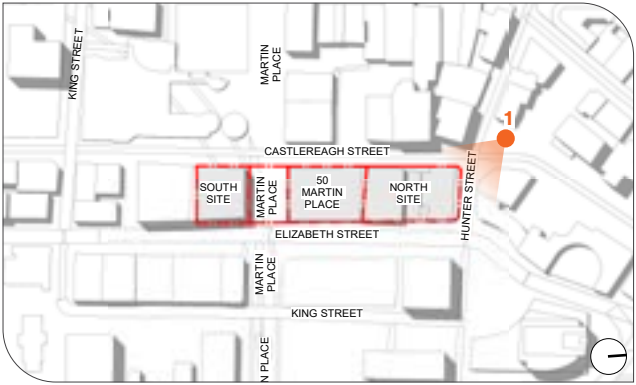 KING STREET
MARTIN
PLACE
1
CASTLEREAGH STREET
SOUTH
SITE
MARTIN
PLACE
50
MARTIN
PLACE
NORTH
SITE
HUNTER STREET
ELIZABETH STREET
MARTIN
PLACE
KING STREET
N PLACE